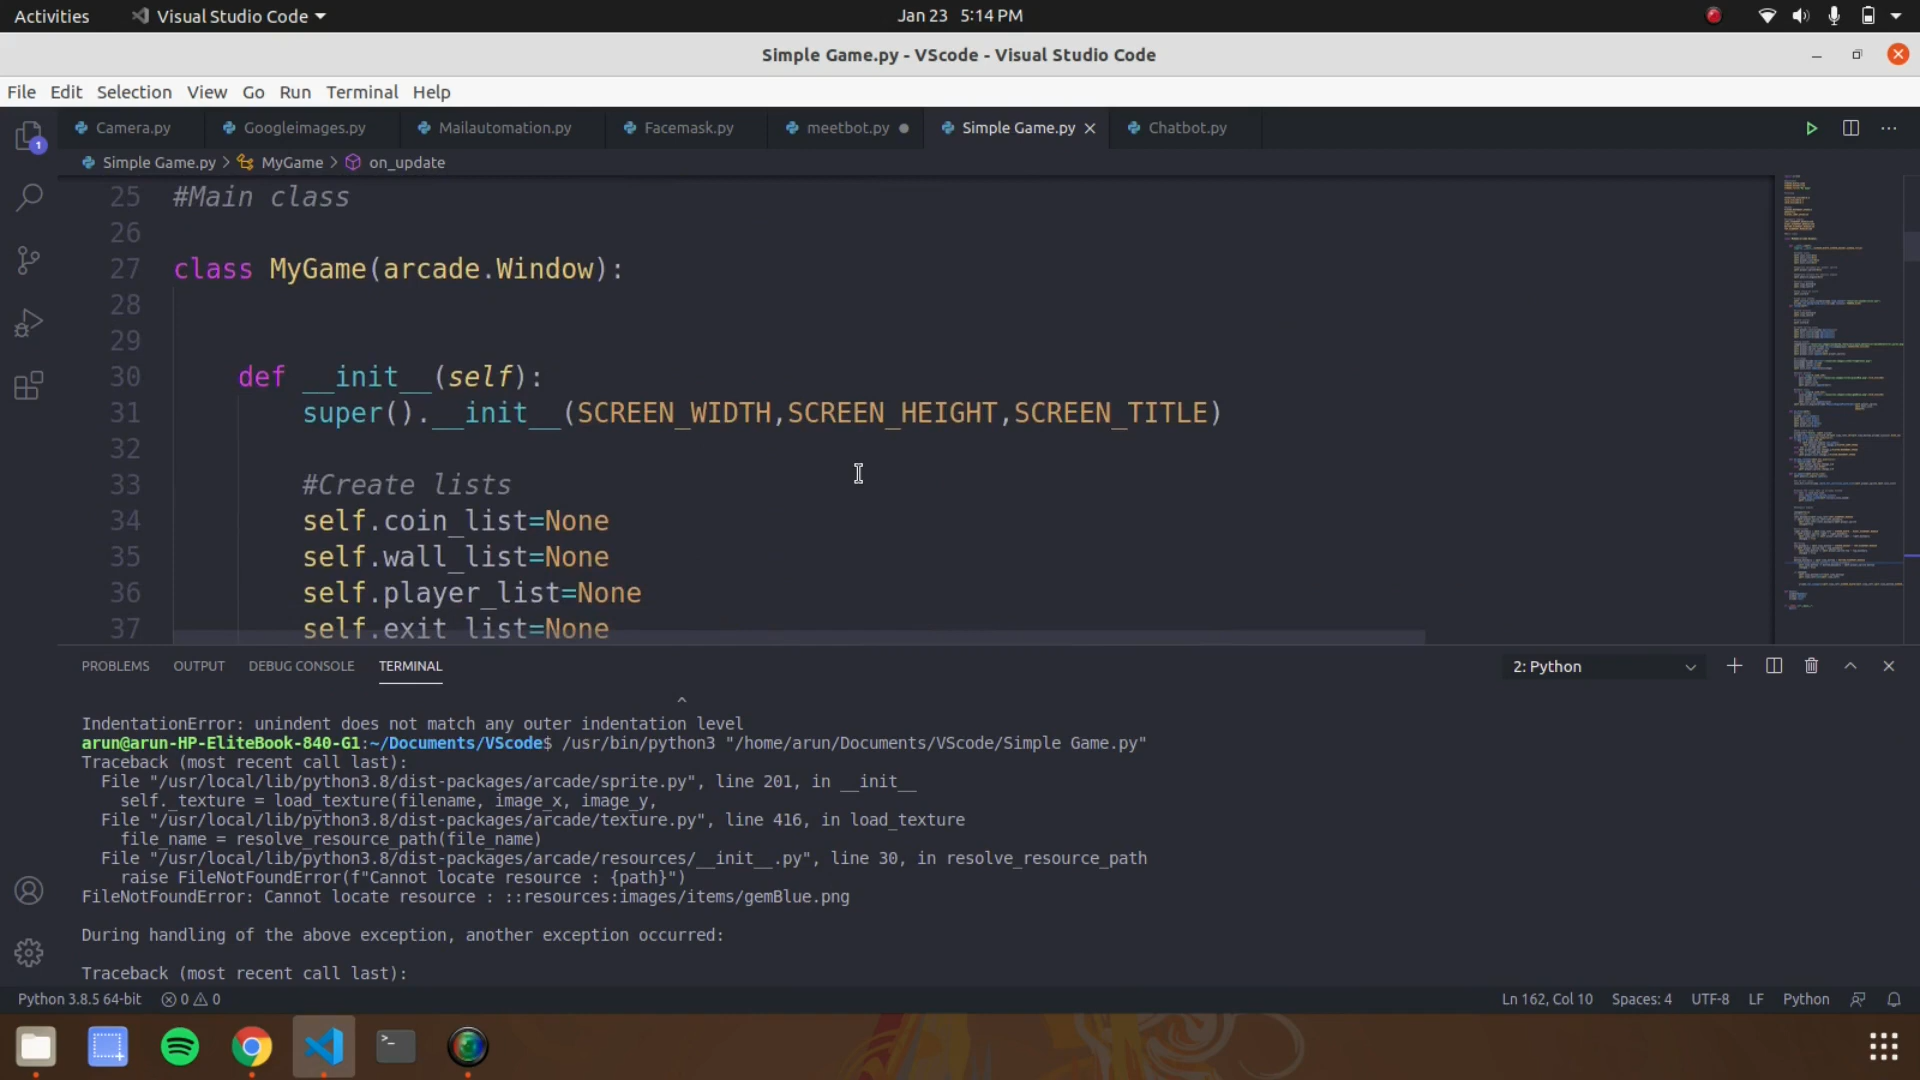 Activities Visual Studio Code Jan 23 5:14 PM
Simple Game.py - VScode - Visual Studio Code
File Edit Selection View Go Run Terminal Help
Camera.py Googleimages.py Mailautomation.py Facemask.py meetbot.py Simple Game.py Chatbot.py
Simple Game.py > MyGame > on_update
1
25 #Main class
26
27 class MyGame(arcade.Window):
28
29
30 def __init__(self):
31 super().__init__(SCREEN_WIDTH,SCREEN_HEIGHT,SCREEN_TITLE)
32
33 #Create lists
34 self.coin_list=None
35 self.wall_list=None
36 self.player_list=None
37 self.exit_list=None
PROBLEMS OUTPUT DEBUG CONSOLE TERMINAL 2: Python
^
IndentationError: unindent does not match any outer indentation level
arun@arun-HP-EliteBook-840-G1:~/Documents/VScode$ /usr/bin/python3 "/home/arun/Documents/VScode/Simple Game.py"
Traceback (most recent call last):
File "/usr/local/lib/python3.8/dist-packages/arcade/sprite.py", line 201, in __init__
self._texture = load_texture(filename, image_x, image_y,
File "/usr/local/lib/python3.8/dist-packages/arcade/texture.py", line 416, in load_texture
file_name = resolve_resource_path(file_name)
File "/usr/local/lib/python3.8/dist-packages/arcade/resources/__init__.py", line 30, in resolve_resource_path
raise FileNotFoundError(f"Cannot locate resource : {path}")
FileNotFoundError: Cannot locate resource : ::resources:images/items/gemBlue.png
During handling of the above exception, another exception occurred:
Traceback (most recent call last):
Python 3.8.5 64-bit 0 0 Ln 162, Col 10 Spaces: 4 UTF-8 LF Python